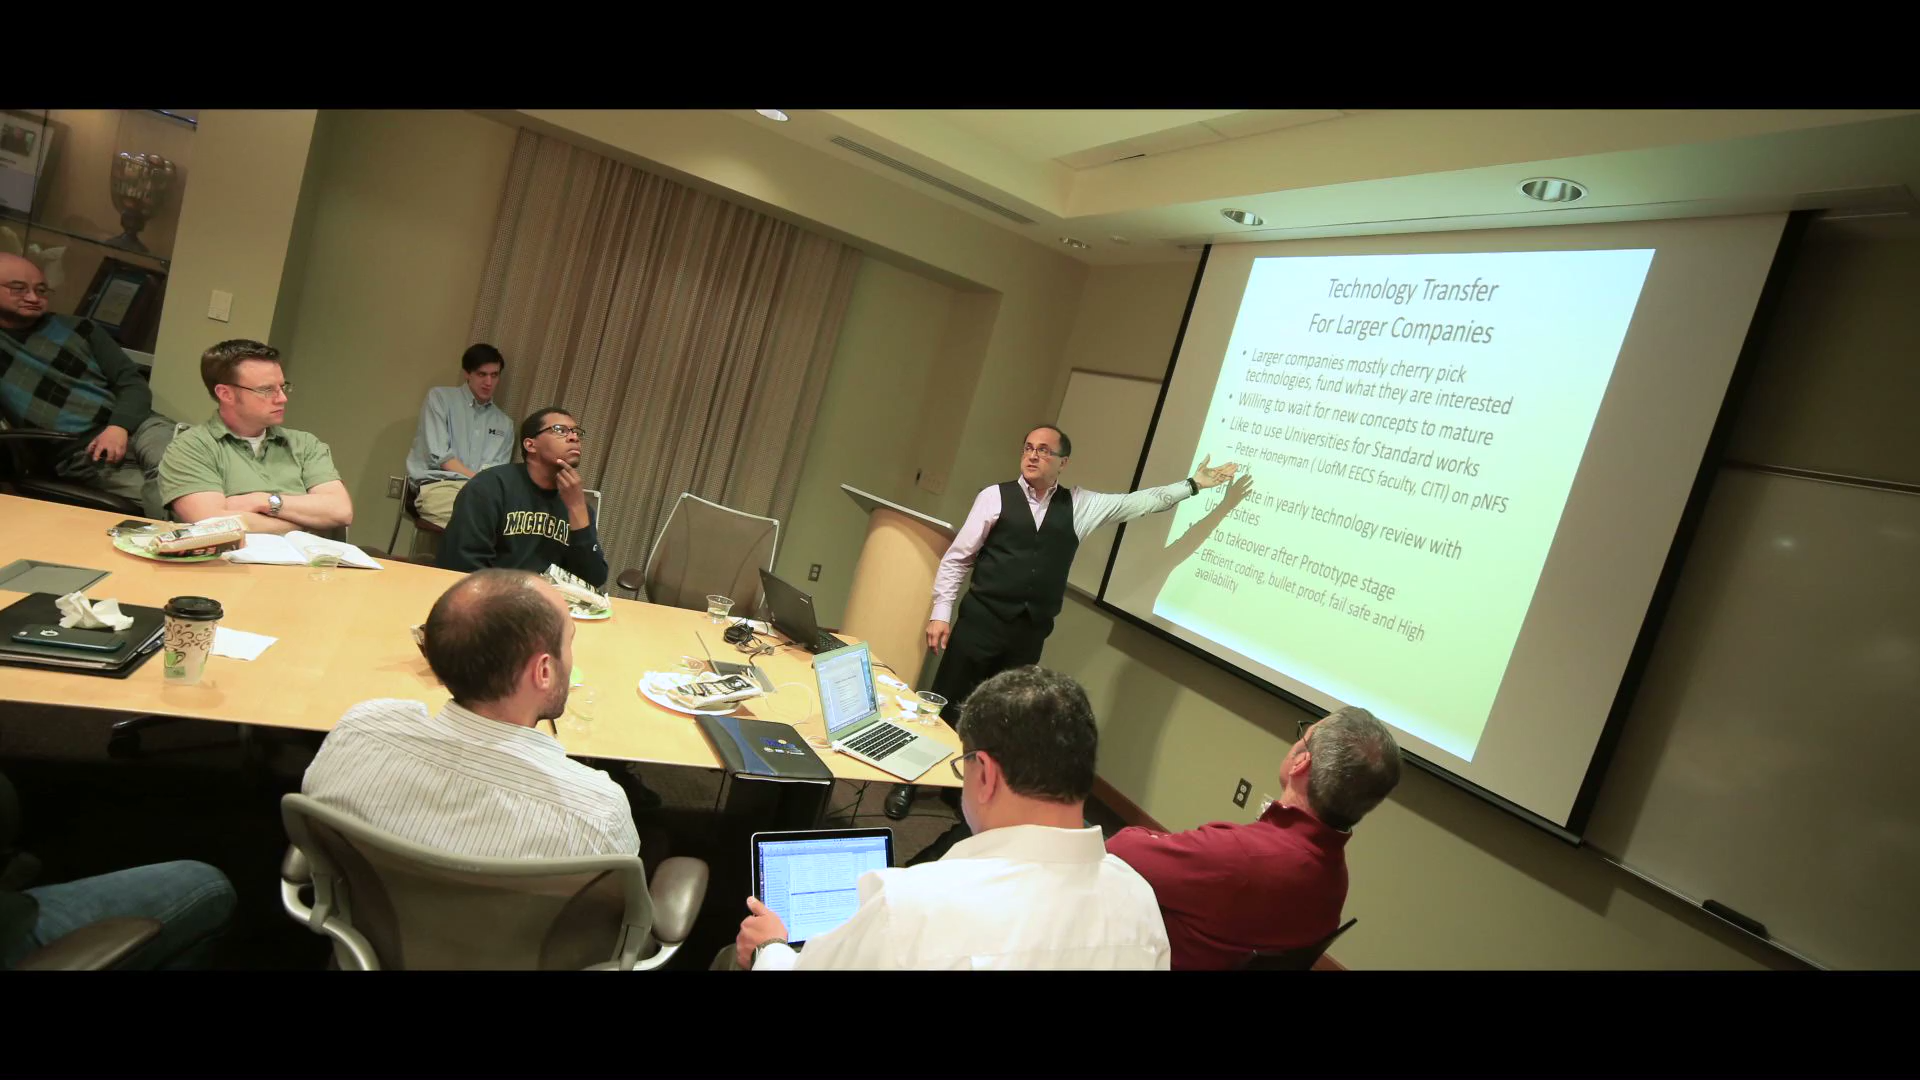 Technology Transfer
For Larger Companies
• Larger companies mostly cherry pick
technologies, fund what they are interested
• Willing to wait for new concepts to mature
• Like to use Universities for Standard works
– Peter Honeyman ( UofM EECS faculty, CITI) on pNFS
in yearly technology review with
to takeover after Prototype stage
– Efficient coding, bullet proof, fail safe and High
availability
MICHIGAN